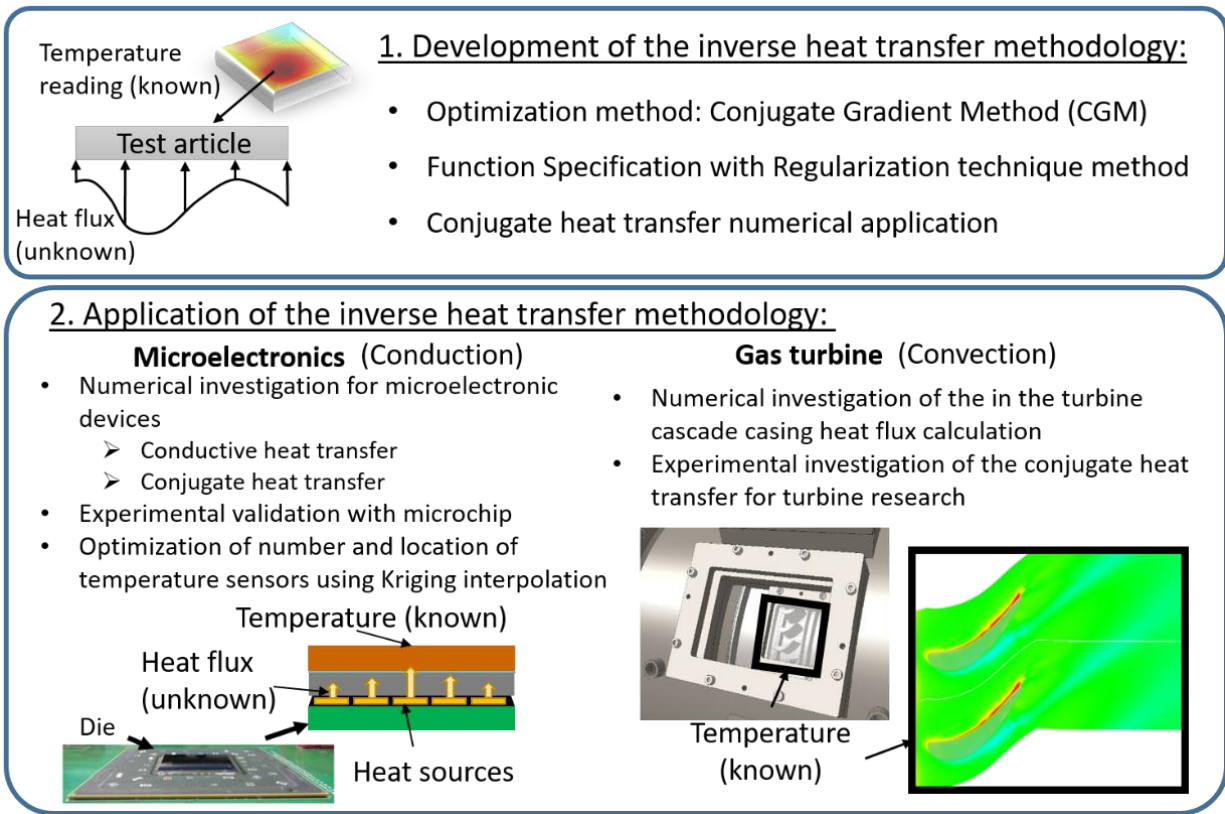 Temperature
reading (known)
Test article
Heat flux
(unknown)
1. Development of the inverse heat transfer methodology:
• Optimization method: Conjugate Gradient Method (CGM)
• Function Specification with Regularization technique method
• Conjugate heat transfer numerical application
2. Application of the inverse heat transfer methodology:
Microelectronics (Conduction)
• Numerical investigation for microelectronic
devices
➢ Conductive heat transfer
➢ Conjugate heat transfer
• Experimental validation with microchip
• Optimization of number and location of
temperature sensors using Kriging interpolation
Temperature (known)
Heat flux
(unknown)
Die
Heat sources
Gas turbine (Convection)
• Numerical investigation of the in the turbine
cascade casing heat flux calculation
• Experimental investigation of the conjugate heat
transfer for turbine research
Temperature
(known)